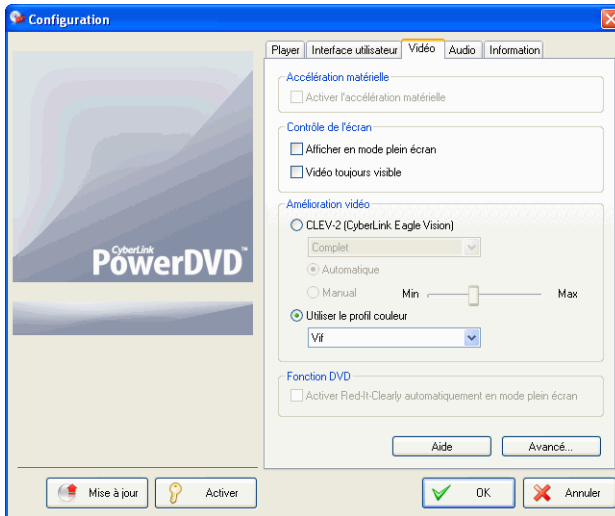 Configuration
Player Interface utilisateur Vidéo Audio Information
Accélération matérielle
Activer l'accélération matérielle
Contrôle de l'écran
Afficher en mode plein écran
Vidéo toujours visible
Amélioration vidéo
CLEV-2 (CyberLink Eagle Vision)
Complet
Automatique
Manual Min Max
Utiliser le profil couleur
Vif
Fonction DVD
Activer Red-It-Clearly automatiquement en mode plein écran
CyberLink
PowerDVD™
Aide Avancé...
Mise à jour Activer OK Annuler